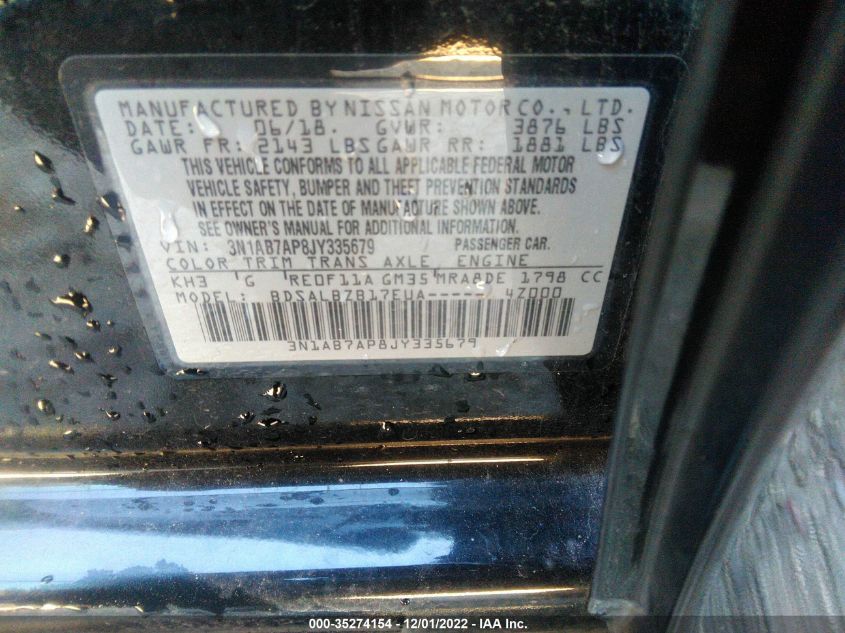 MANUFACTURED BY NISSAN MOTOR CO., LTD.
DATE: 06/18. GVWR: 3876 LBS
GAWR FR: 2143 LBS GAWR RR: 1881 LBS
THIS VEHICLE CONFORMS TO ALL APPLICABLE FEDERAL MOTOR
VEHICLE SAFETY, BUMPER AND THEFT PREVENTION STANDARDS
IN EFFECT ON THE DATE OF MANUFACTURE SHOWN ABOVE.
SEE OWNER'S MANUAL FOR ADDITIONAL INFORMATION.
VIN: 3N1AB7AP8JY335679 PASSENGER CAR.
COLOR TRIM TRANS AXLE ENGINE
KH3 G RE0F11A GM35 MRA8DE 1798 CC
MODEL: BDSALBZB17EUA----- 4Z000
3N1AB7AP8JY335679
000-35274154 - 12/01/2022 - IAA Inc.